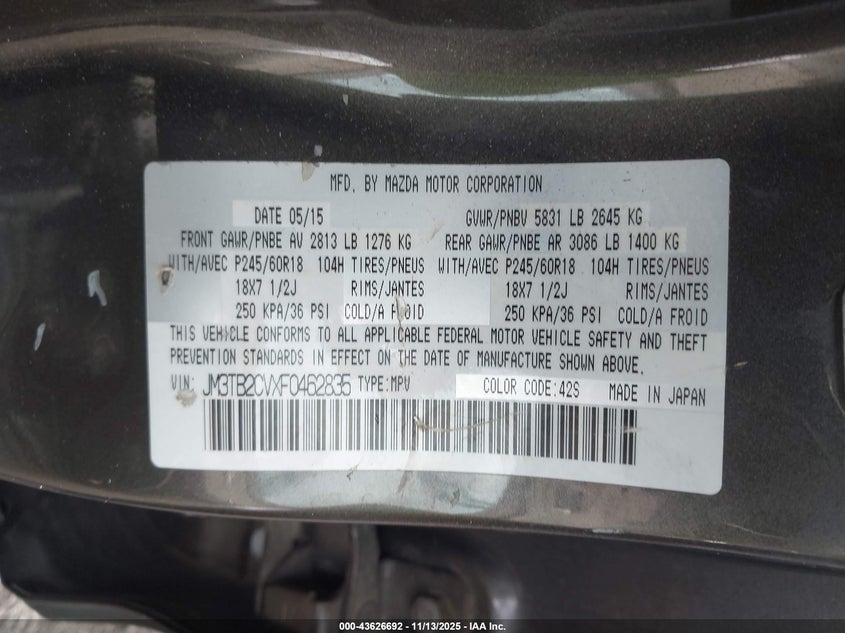 MFD. BY MAZDA MOTOR CORPORATION
DATE 05/15 GVWR/PNBV 5831 LB 2645 KG
FRONT GAWR/PNBE AV 2813 LB 1276 KG REAR GAWR/PNBE AR 3086 LB 1400 KG
WITH/AVEC P245/60R18 104H TIRES/PNEUS WITH/AVEC P245/60R18 104H TIRES/PNEUS
18X7 1/2J RIMS/JANTES 18X7 1/2J RIMS/JANTES
250 KPA/36 PSI COLD/A FROID 250 KPA/36 PSI COLD/A FROID
THIS VEHICLE CONFORMS TO ALL APPLICABLE FEDERAL MOTOR VEHICLE SAFETY AND THEFT
PREVENTION STANDARDS IN EFFECT ON THE DATE OF MANUFACTURE SHOWN ABOVE.
VIN: JM3TB2CVXF0462835 TYPE:MPV COLOR CODE:42S MADE IN JAPAN
000-43626692 - 11/13/2025 - IAA Inc.